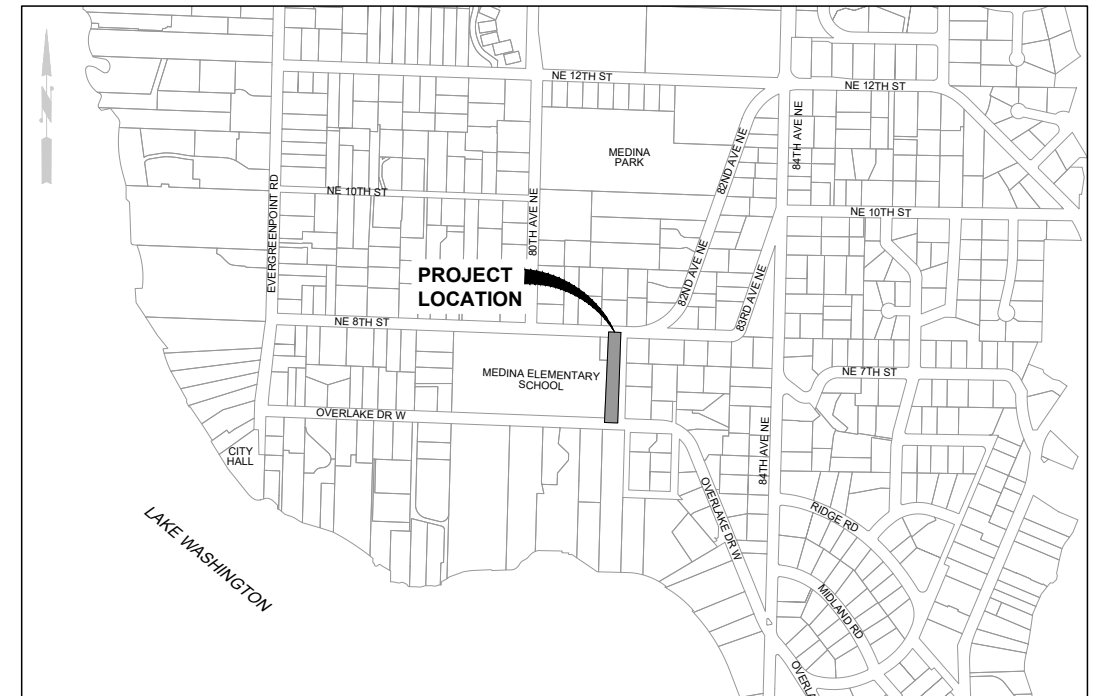 N
NE 12TH ST
NE 12TH ST
MEDINA
PARK
82ND AVE NE
84TH AVE NE
EVERGREENPOINT RD
NE 10TH ST
80TH AVE NE
NE 10TH ST
PROJECT
LOCATION
82ND AVE NE
83RD AVE NE
NE 8TH ST
MEDINA ELEMENTARY
SCHOOL
NE 7TH ST
OVERLAKE DR W
CITY
HALL
84TH AVE NE
LAKE WASHINGTON
OVERLAKE DR W
RIDGE RD
MIDLAND RD
OVERLA